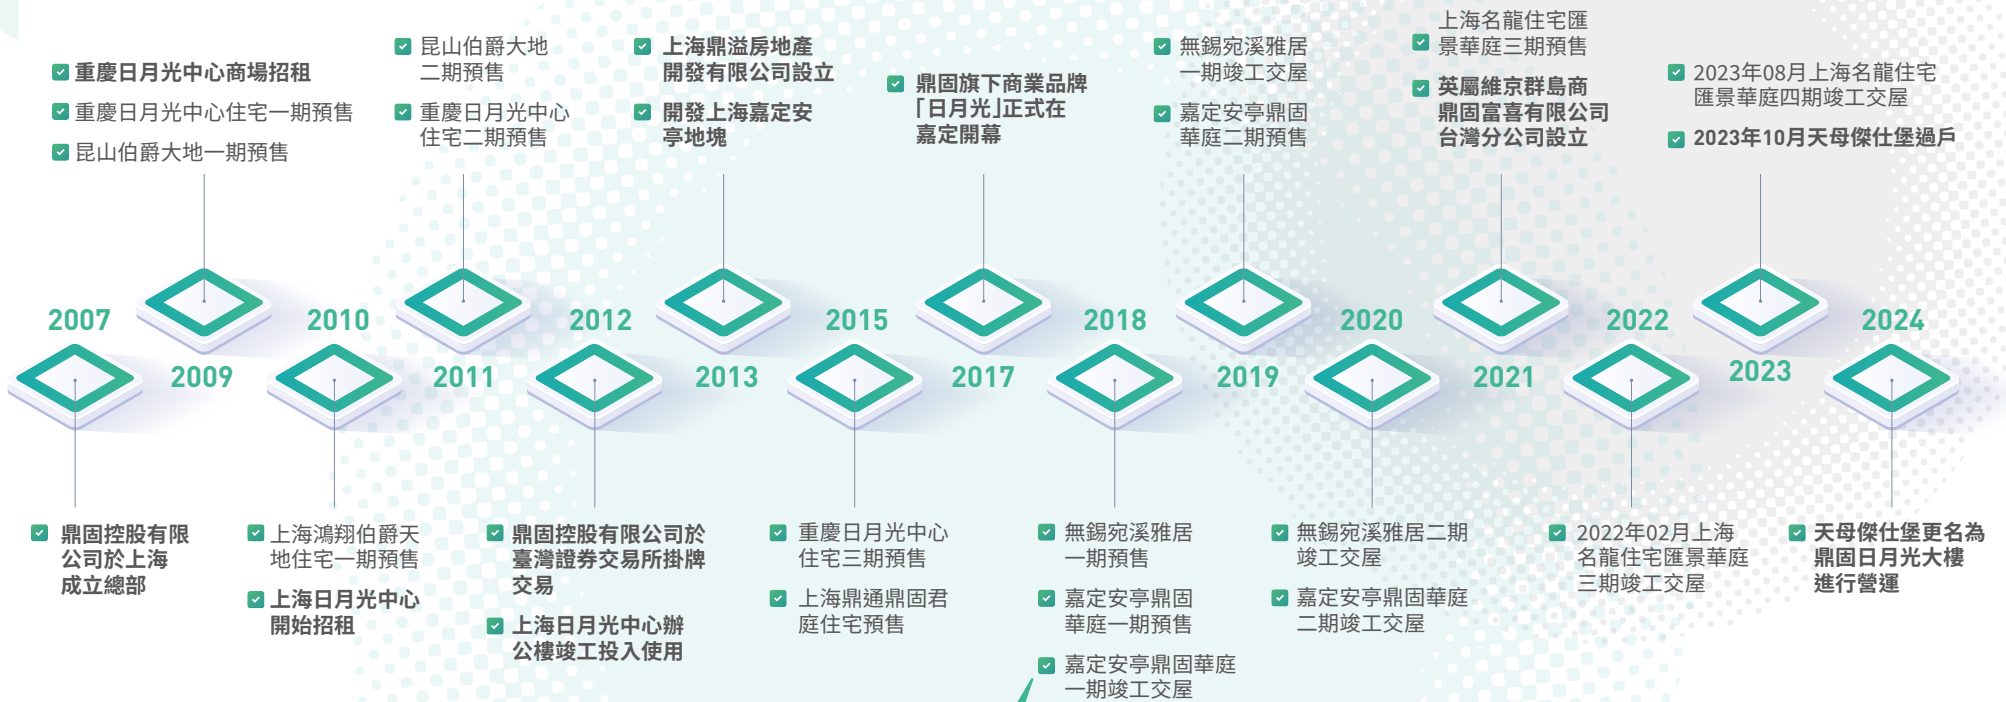 2007
鼎固控股有限
公司於上海
成立總部
2009
重慶日月光中心商場招租
重慶日月光中心住宅一期預售
昆山伯爵大地一期預售
2010
上海鴻翔伯爵天
地住宅一期預售
上海日月光中心
開始招租
2011
昆山伯爵大地
二期預售
重慶日月光中心
住宅二期預售
2012
鼎固控股有限公司於
臺灣證券交易所掛牌
交易
上海日月光中心辦
公樓竣工投入使用
2013
上海鼎溢房地產
開發有限公司設立
開發上海嘉定安
亭地塊
2015
重慶日月光中心
住宅三期預售
上海鼎通鼎固君
庭住宅預售
2017
鼎固旗下商業品牌
「日月光」正式在
嘉定開幕
2018
無錫宛溪雅居
一期預售
嘉定安亭鼎固
華庭一期預售
嘉定安亭鼎固華庭
一期竣工交屋
2019
無錫宛溪雅居
一期竣工交屋
嘉定安亭鼎固
華庭二期預售
2020
無錫宛溪雅居二期
竣工交屋
嘉定安亭鼎固華庭
二期竣工交屋
2021
上海名龍住宅匯
景華庭三期預售
英屬維京群島商
鼎固富喜有限公司
台灣分公司設立
2022
2022年02月上海
名龍住宅匯景華庭
三期竣工交屋
2023
2023年08月上海名龍住宅
匯景華庭四期竣工交屋
2023年10月天母傑仕堡過戶
2024
天母傑仕堡更名為
鼎固日月光大樓
進行營運